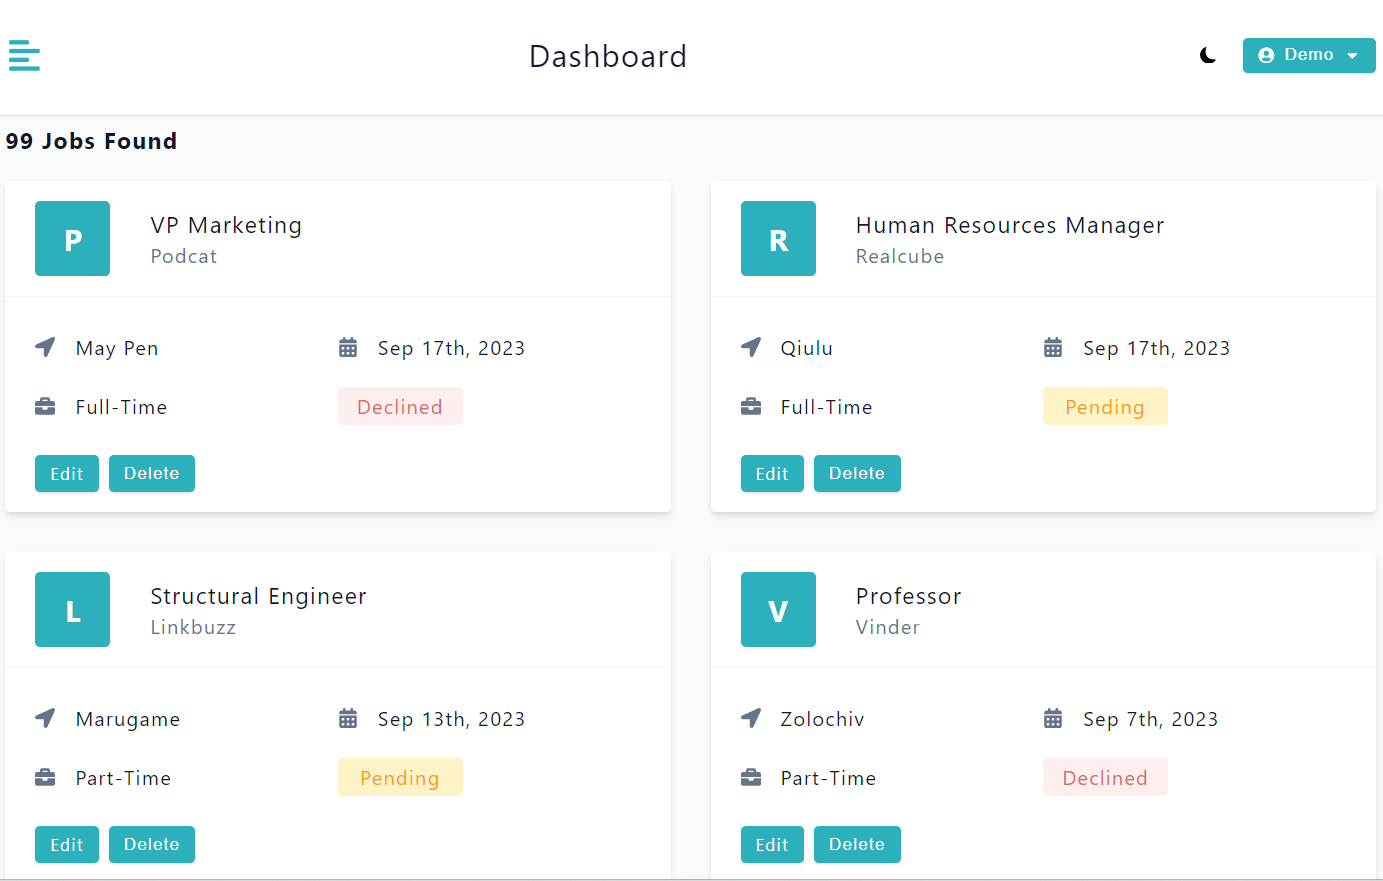 Dashboard
Demo
99 Jobs Found
P
VP Marketing
Podcat
May Pen
Sep 17th, 2023
Full-Time
Declined
Edit
Delete
R
Human Resources Manager
Realcube
Qiulu
Sep 17th, 2023
Full-Time
Pending
Edit
Delete
L
Structural Engineer
Linkbuzz
Marugame
Sep 13th, 2023
Part-Time
Pending
Edit
Delete
V
Professor
Vinder
Zolochiv
Sep 7th, 2023
Part-Time
Declined
Edit
Delete